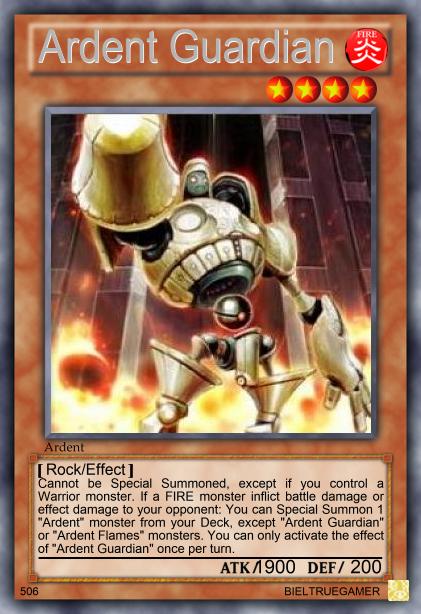 Ardent Guardian
FIRE
炎
Ardent
[ Rock/Effect ]
Cannot be Special Summoned, except if you control a
Warrior monster. If a FIRE monster inflict battle damage or
effect damage to your opponent: You can Special Summon 1
"Ardent" monster from your Deck, except "Ardent Guardian"
or "Ardent Flames" monsters. You can only activate the effect
of "Ardent Guardian" once per turn.
ATK/1900 DEF/ 200
506 BIELTRUEGAMER